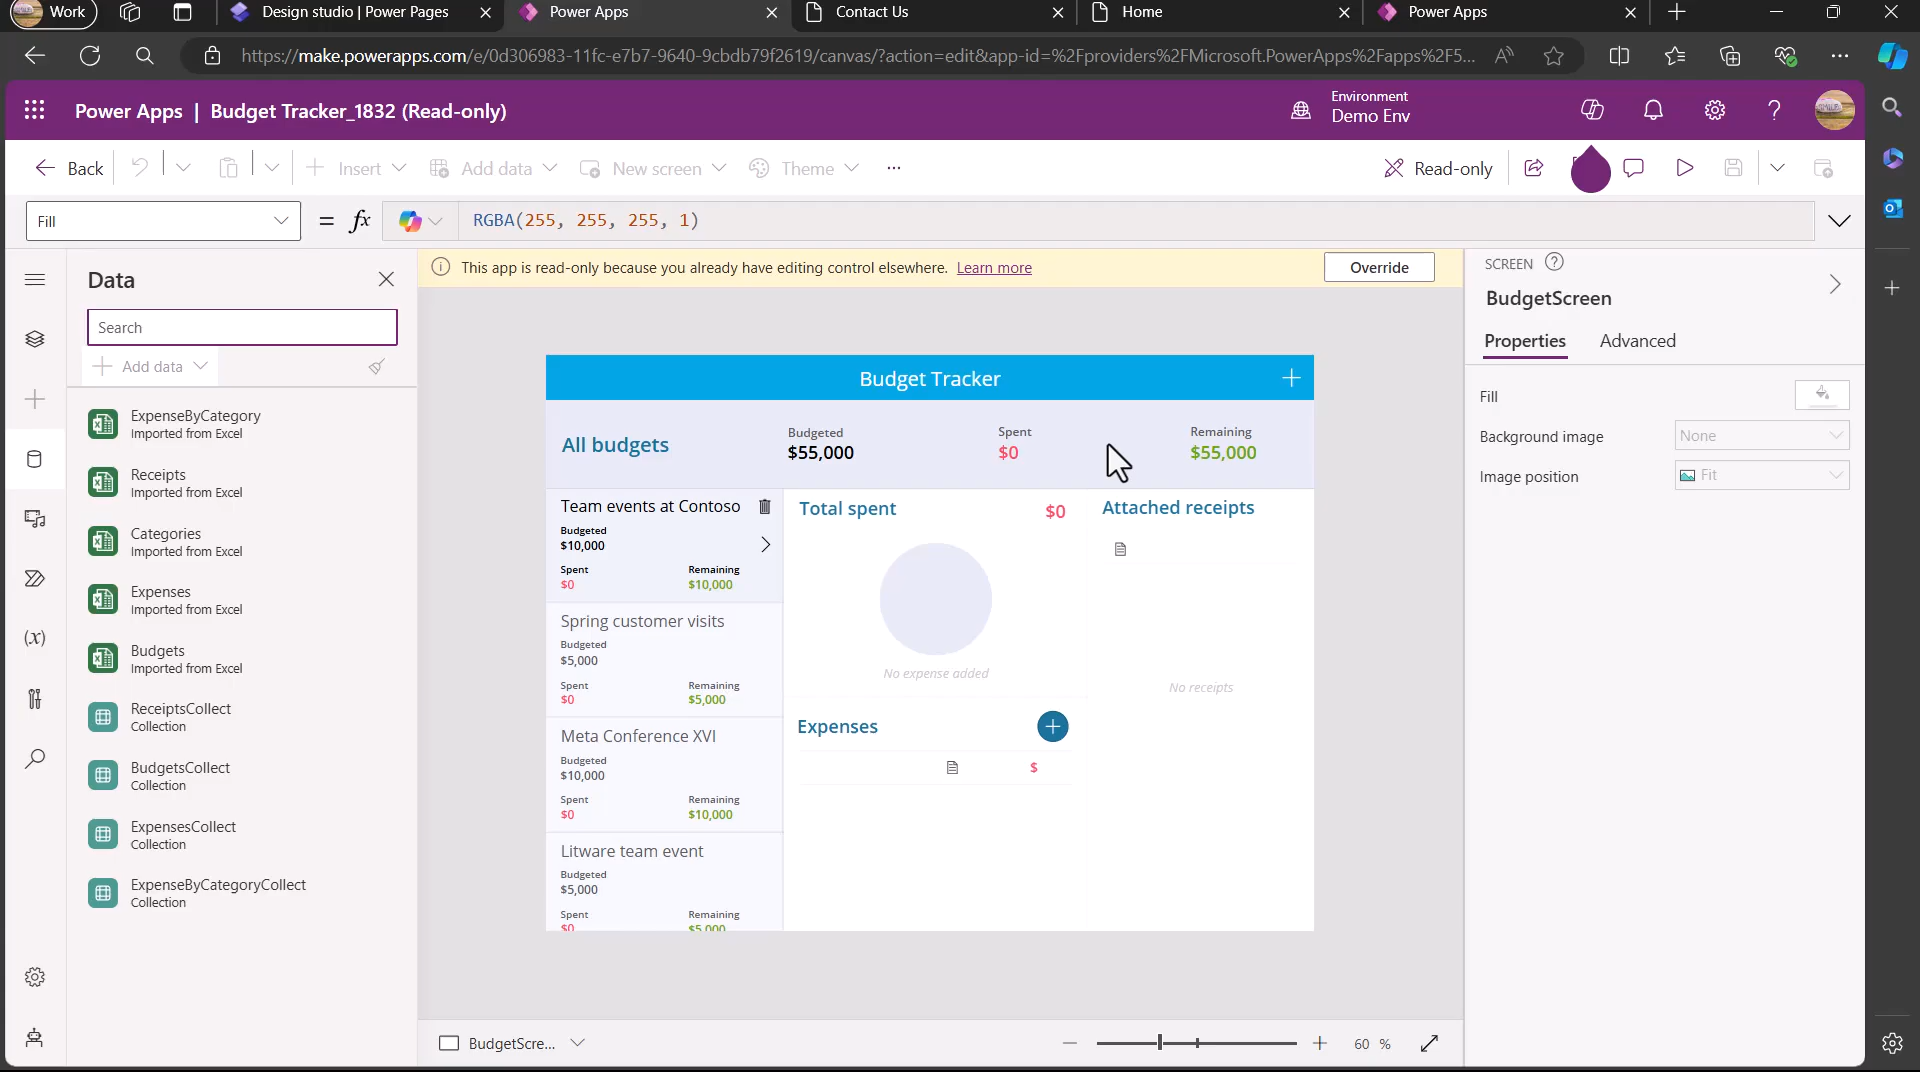 Work
Design studio | Power Pages
Power Apps
Contact Us
Home
Power Apps
https://make.powerapps.com/e/0d306983-11fc-e7b7-9640-9cbdb79f2619/canvas/?action=edit&app-id=%2Fproviders%2FMicrosoft.PowerApps%2Fapps%2F5...
Power Apps | Budget Tracker_1832 (Read-only)
Environment
Demo Env
Back
Insert
Add data
New screen
Theme
Read-only
Fill
= fx
RGBA(255, 255, 255, 1)
Data
Search
Add data
ExpenseByCategory
Imported from Excel
Receipts
Imported from Excel
Categories
Imported from Excel
Expenses
Imported from Excel
Budgets
Imported from Excel
ReceiptsCollect
Collection
BudgetsCollect
Collection
ExpensesCollect
Collection
ExpenseByCategoryCollect
Collection
This app is read-only because you already have editing control elsewhere. Learn more
Override
Budget Tracker
All budgets
Budgeted
$55,000
Spent
$0
Remaining
$55,000
Team events at Contoso
Budgeted
$10,000
Spent
$0
Remaining
$10,000
Spring customer visits
Budgeted
$5,000
Spent
$0
Remaining
$5,000
Meta Conference XVI
Budgeted
$10,000
Spent
$0
Remaining
$10,000
Litware team event
Budgeted
$5,000
Spent
$0
Remaining
$5,000
Total spent
$0
No expense added
Expenses
$
Attached receipts
No receipts
SCREEN
BudgetScreen
Properties
Advanced
Fill
Background image
None
Image position
Fit
BudgetScre...
60 %